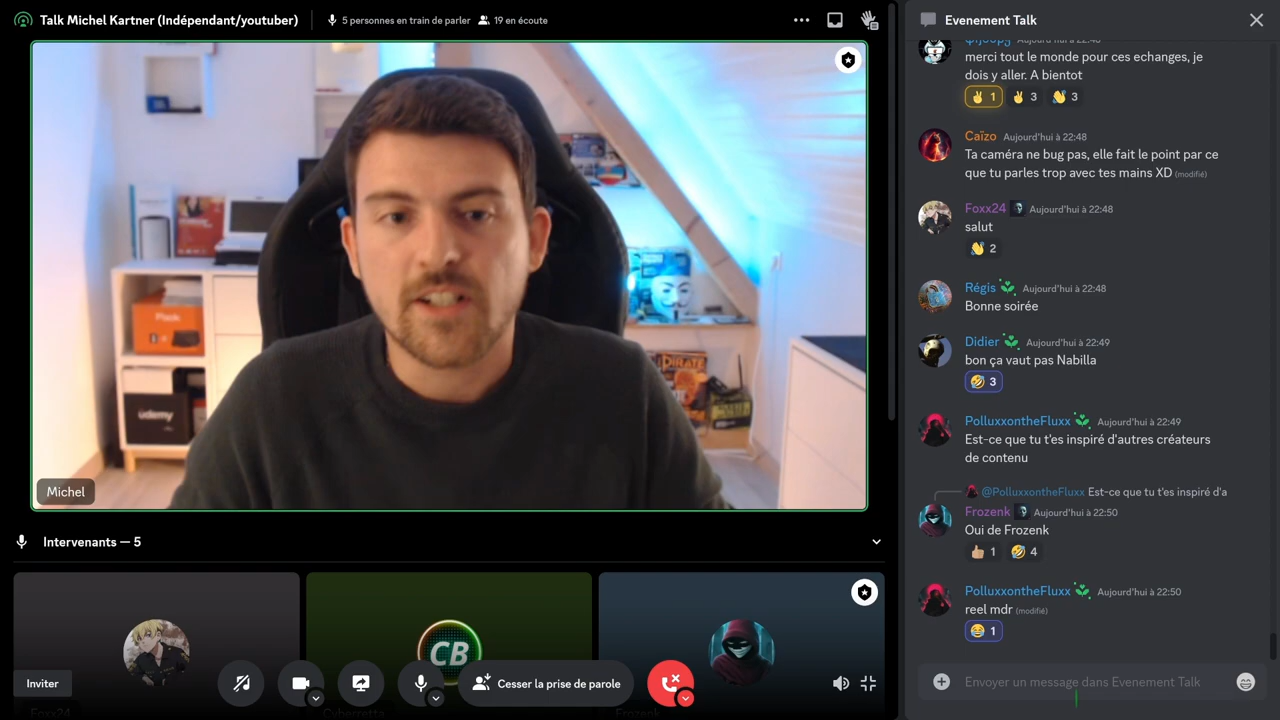 Talk Michel Kartner (Indépendant/youtuber)
5 personnes en train de parler
19 en écoute
Evenement Talk
Aujourd'hui à 22:48
merci tout le monde pour ces echanges, je
dois y aller. A bientot
1
3
3
Caïzo Aujourd'hui à 22:48
Ta caméra ne bug pas, elle fait le point par ce
que tu parles trop avec tes mains XD (modifié)
Foxx24 Aujourd'hui à 22:48
salut
2
Régis Aujourd'hui à 22:48
Bonne soirée
Didier Aujourd'hui à 22:49
bon ça vaut pas Nabilla
3
PolluxxontheFluxx Aujourd'hui à 22:49
Est-ce que tu t'es inspiré d'autres créateurs
de contenu
@PolluxxontheFluxx Est-ce que tu t'es inspiré d'a
Frozenk Aujourd'hui à 22:50
Oui de Frozenk
1
4
PolluxxontheFluxx Aujourd'hui à 22:50
reel mdr (modifié)
1
Envoyer un message dans Evenement Talk
PIRATE
udemy
Michel
Intervenants — 5
CB
Inviter
Cesser la prise de parole
Foxx24
Frozenk